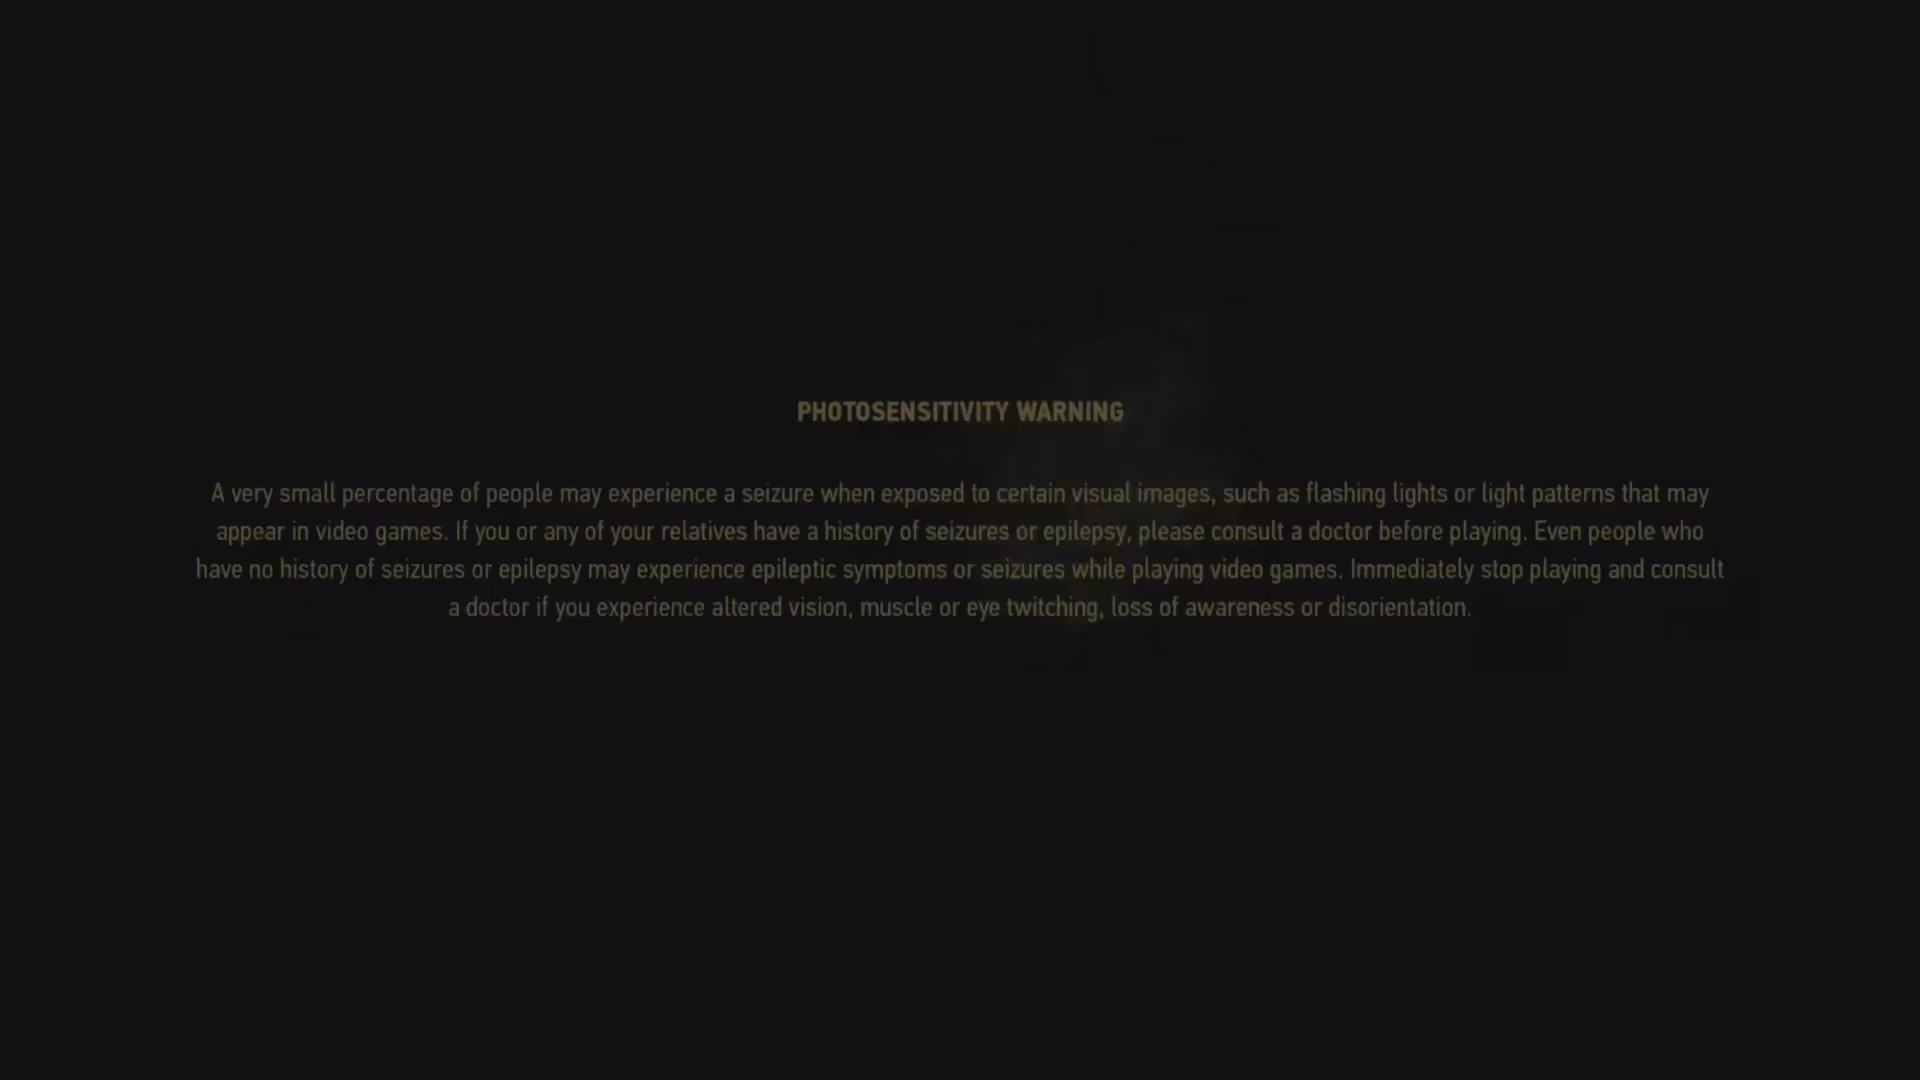 PHOTOSENSITIVITY WARNING
A very small percentage of people may experience a seizure when exposed to certain visual images, such as flashing lights or light patterns that may
appear in video games. If you or any of your relatives have a history of seizures or epilepsy, please consult a doctor before playing. Even people who
have no history of seizures or epilepsy may experience epileptic symptoms or seizures while playing video games. Immediately stop playing and consult
a doctor if you experience altered vision, muscle or eye twitching, loss of awareness or disorientation.